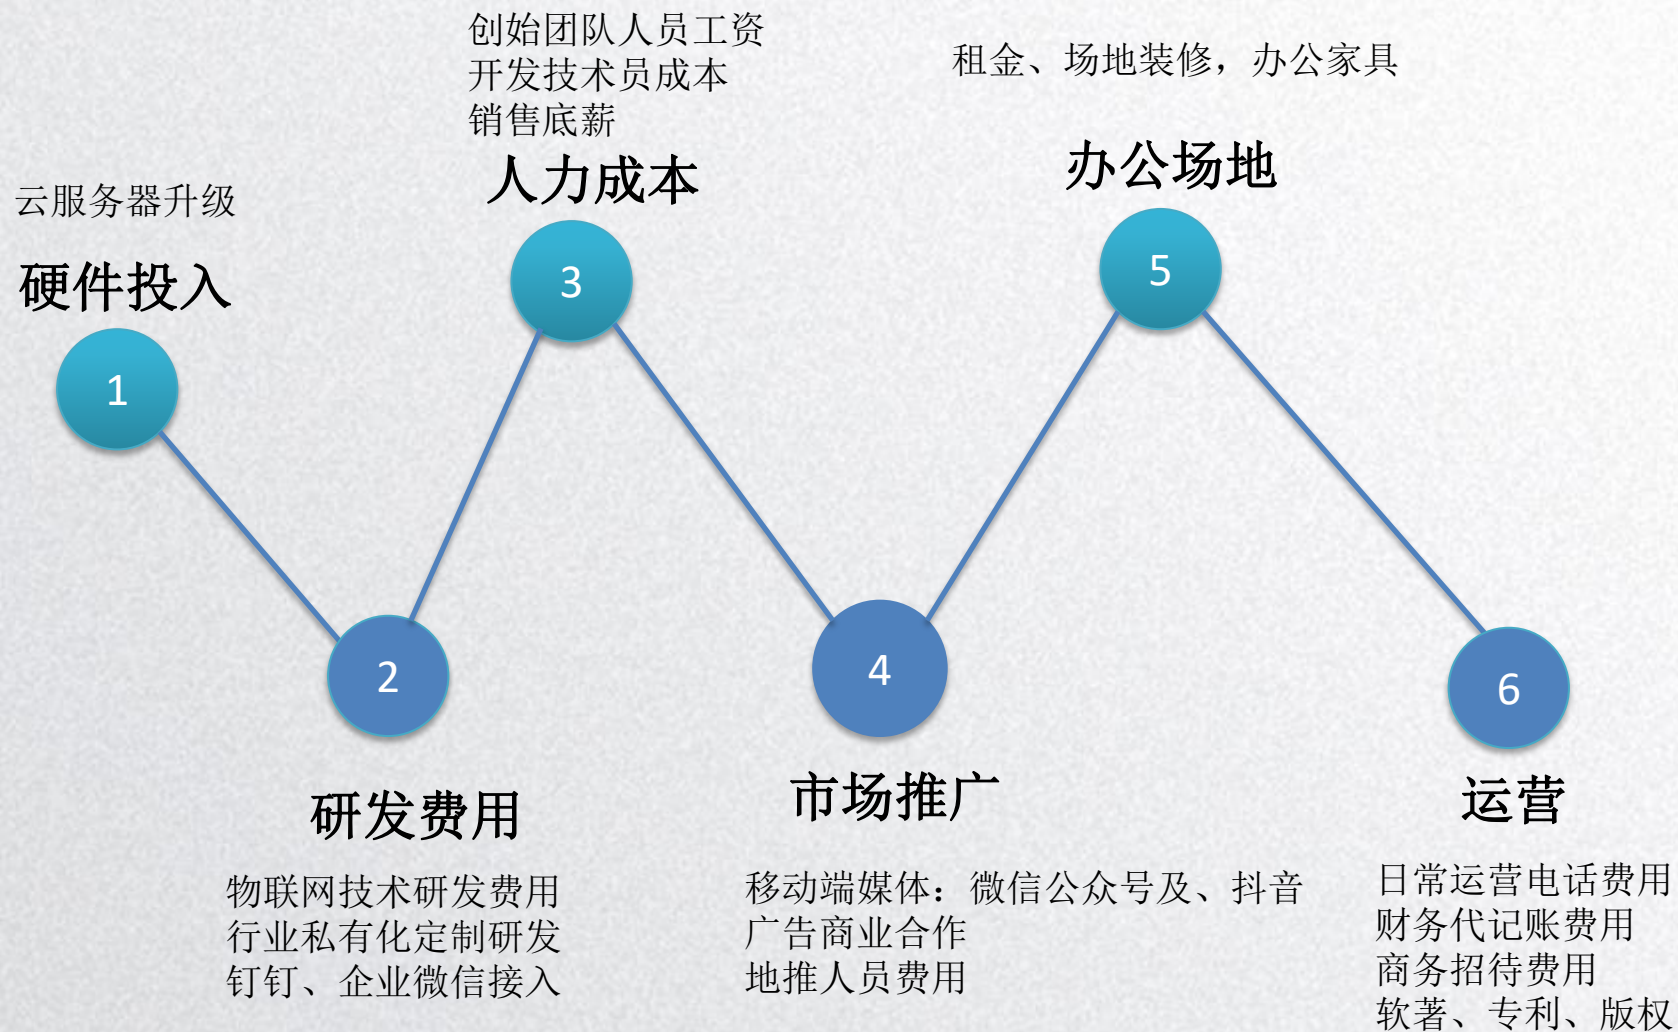 云服务器升级
硬件投入
1
2
研发费用
物联网技术研发费用
行业私有化定制研发
钉钉、企业微信接入
创始团队人员工资
开发技术员成本
销售底薪
人力成本
3
4
市场推广
移动端媒体：微信公众号及、抖音
广告商业合作
地推人员费用
租金、场地装修，办公家具
办公场地
5
6
运营
日常运营电话费用
财务代记账费用
商务招待费用
软著、专利、版权